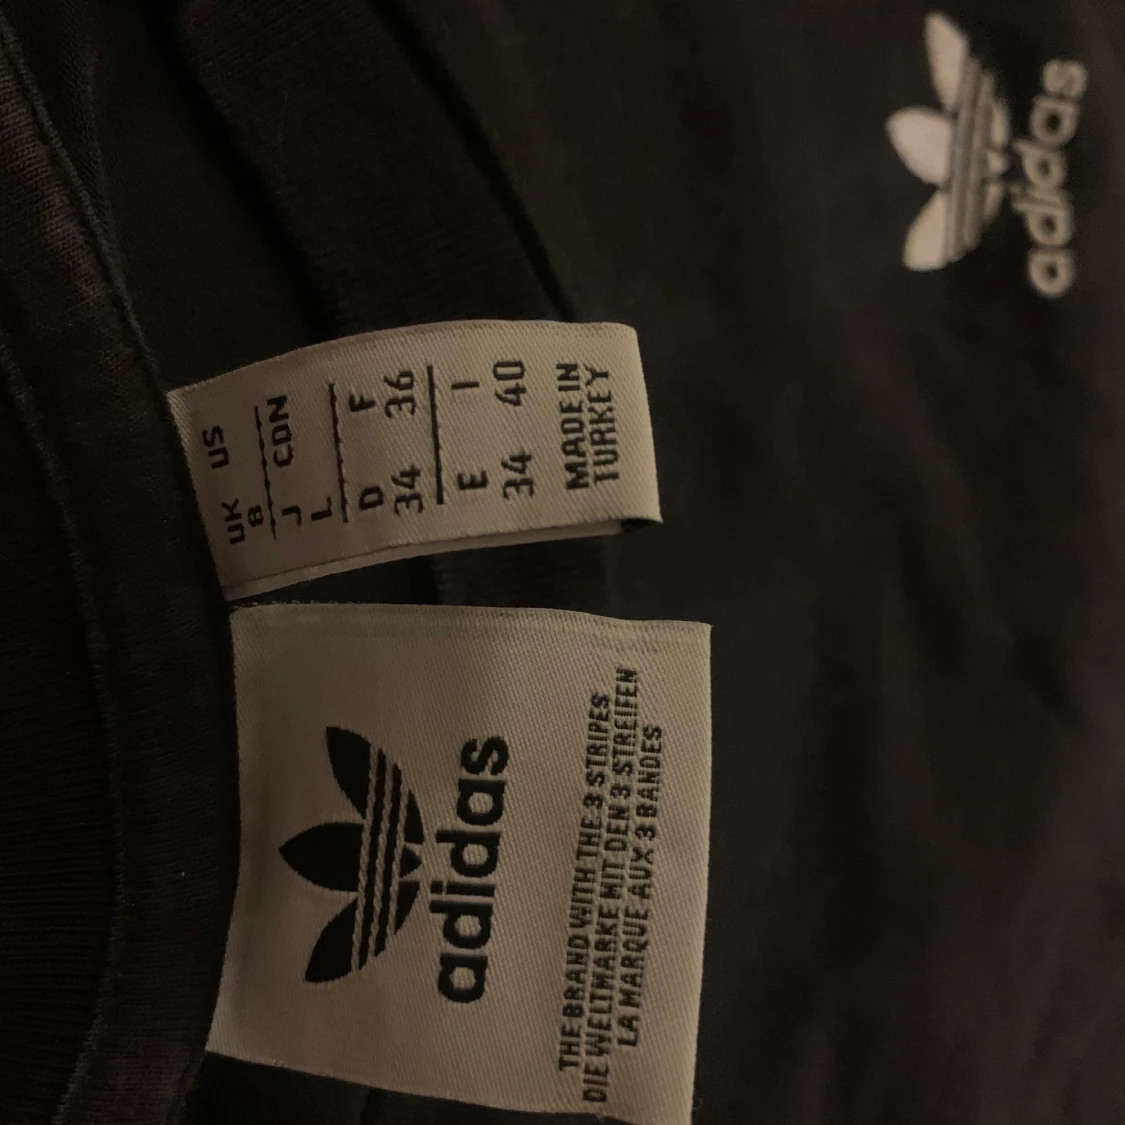 adidas
UK US
8
J CDN
L
D F
34 36
E I
34 40
MADE IN
TURKEY
adidas
THE BRAND WITH THE 3 STRIPES
DIE WELTMARKE MIT DEN 3 STREIFEN
LA MARQUE AUX 3 BANDES